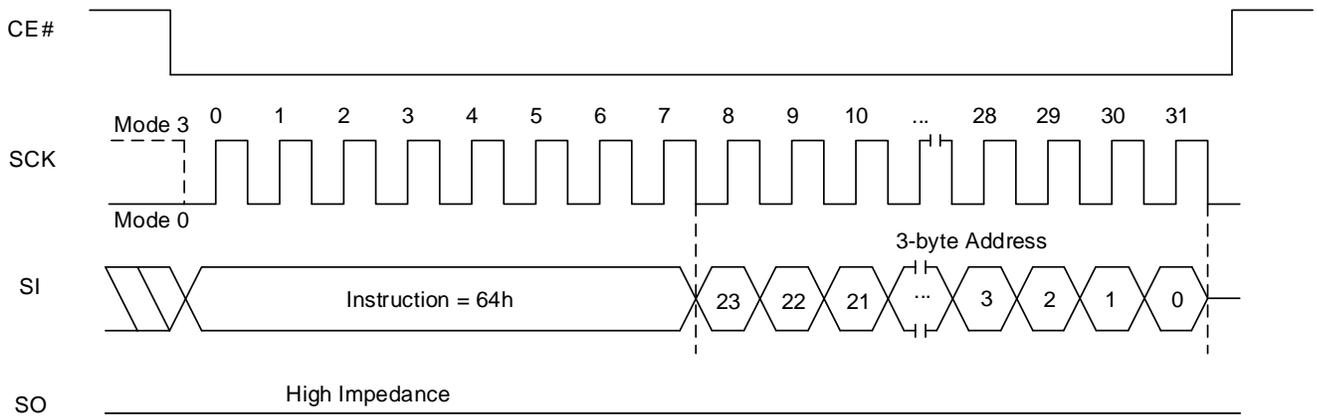 CE#
Mode 3 0 1 2 3 4 5 6 7 8 9 10 ... 28 29 30 31
SCK
Mode 0
3-byte Address
SI Instruction = 64h 23 22 21 ... 3 2 1 0
High Impedance
SO